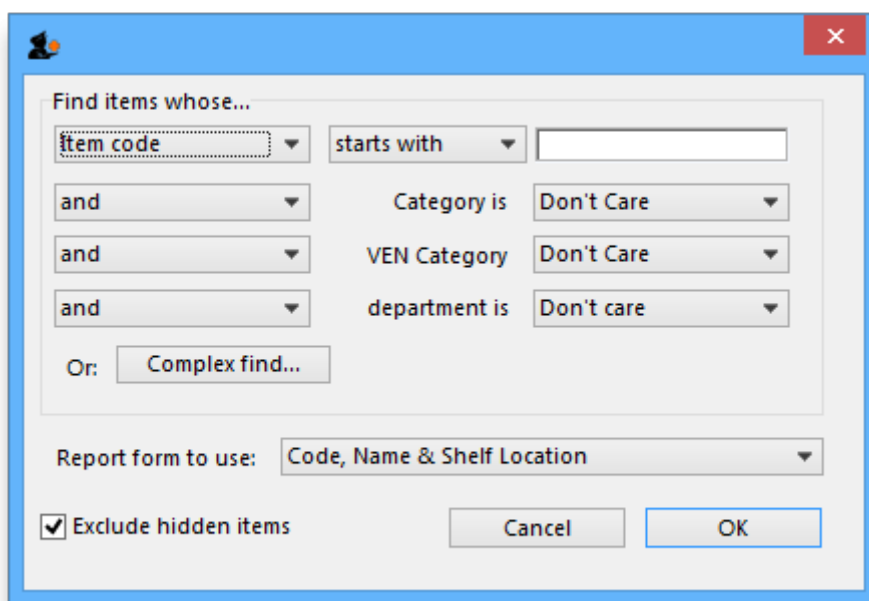 Find items whose...
Item code starts with
and Category is Don't Care
and VEN Category Don't Care
and department is Don't care
Or: Complex find...
Report form to use: Code, Name & Shelf Location
Exclude hidden items Cancel OK